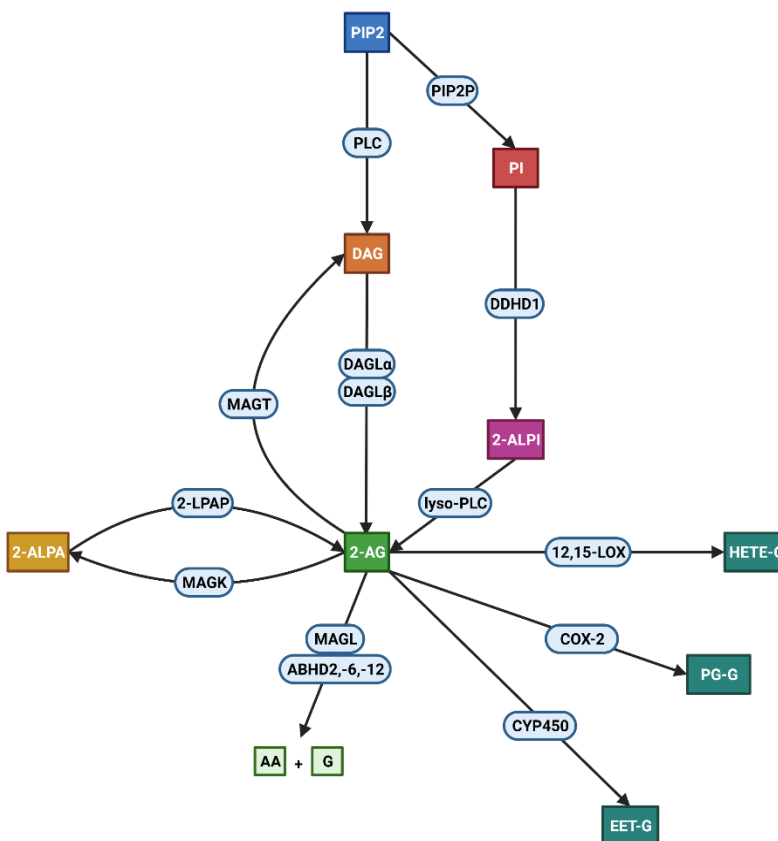 PIP2
PIP2P
PLC
PI
DAG
DDHD1
DAGLα
DAGLβ
MAGT
2-ALPI
2-LPAP
lyso-PLC
2-ALPA
2-AG
12,15-LOX
HETE-G
MAGK
MAGL
COX-2
ABHD2,-6,-12
PG-G
CYP450
AA + G
EET-G